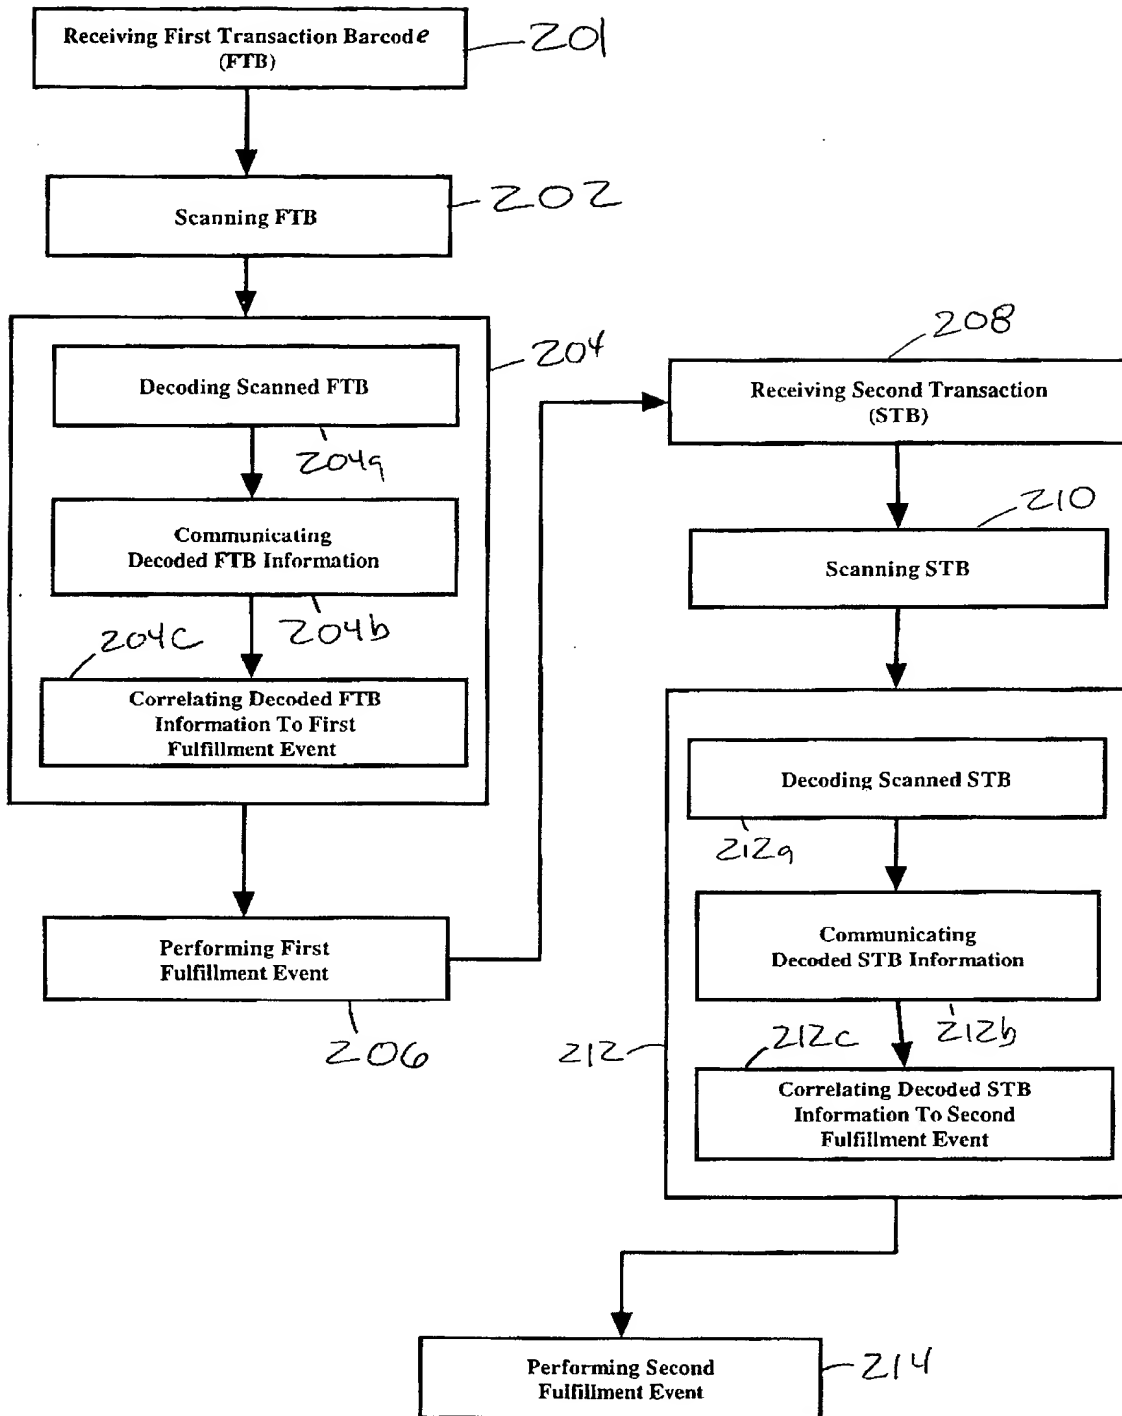 Receiving First Transaction Barcode
(FTB)
201
Scanning FTB
202
204
Decoding Scanned FTB
204a
Communicating
Decoded FTB Information
204b
204c
Correlating Decoded FTB
Information To First
Fulfillment Event
Performing First
Fulfillment Event
206
208
Receiving Second Transaction
(STB)
210
Scanning STB
Decoding Scanned STB
212a
Communicating
Decoded STB Information
212b
212
212c
Correlating Decoded STB
Information To Second
Fulfillment Event
Performing Second
Fulfillment Event
214